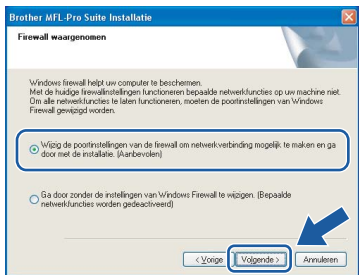 Brother MFL-Pro Suite Installatie
Firewall waargenomen
Windows firewall helpt uw computer te beschermen.
Met de huidige firewallinstellingen functioneren bepaalde netwerkfuncties op uw machine niet.
Om alle netwerkfuncties te laten functioneren, moeten de poortinstellingen van Windows
Firewall gewijzigd worden.
Wijzig de poortinstellingen van de firewall om netwerkverbinding mogelijk te maken en ga
door met de installatie. (Aanbevolen)
Ga door zonder de instellingen van Windows Firewall te wijzigen. (Bepaalde
netwerkfuncties worden gedeactiveerd)
< Vorige Volgende > Annuleren